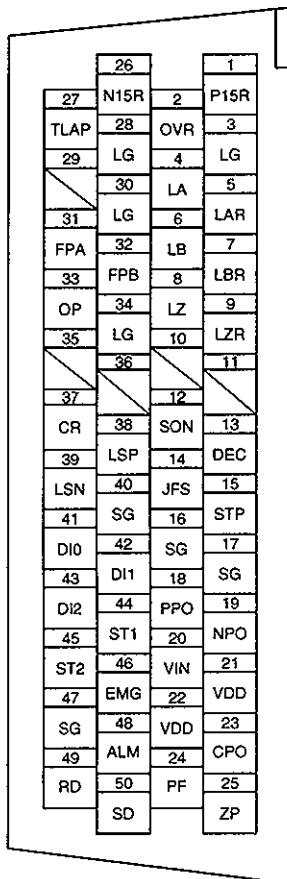 26 1
27 N15R 2 P15R
TLAP 28 OVR 3
29 LG 4 LG
30 LA 5
31 LG 6 LAR
FPA 32 LB 7
33 FPB 8 LBR
OP 34 LZ 9
35 LG 10 LZR
36 11
37 12
CR 38 SON 13
39 LSP 14 DEC
LSN 40 JFS 15
41 SG 16 STP
DI0 42 SG 17
43 DI1 18 SG
DI2 44 PPO 19
45 ST1 20 NPO
ST2 46 VIN 21
47 EMG 22 VDD
SG 48 VDD 23
49 ALM 24 CPO
RD 50 PF 25
SD ZP